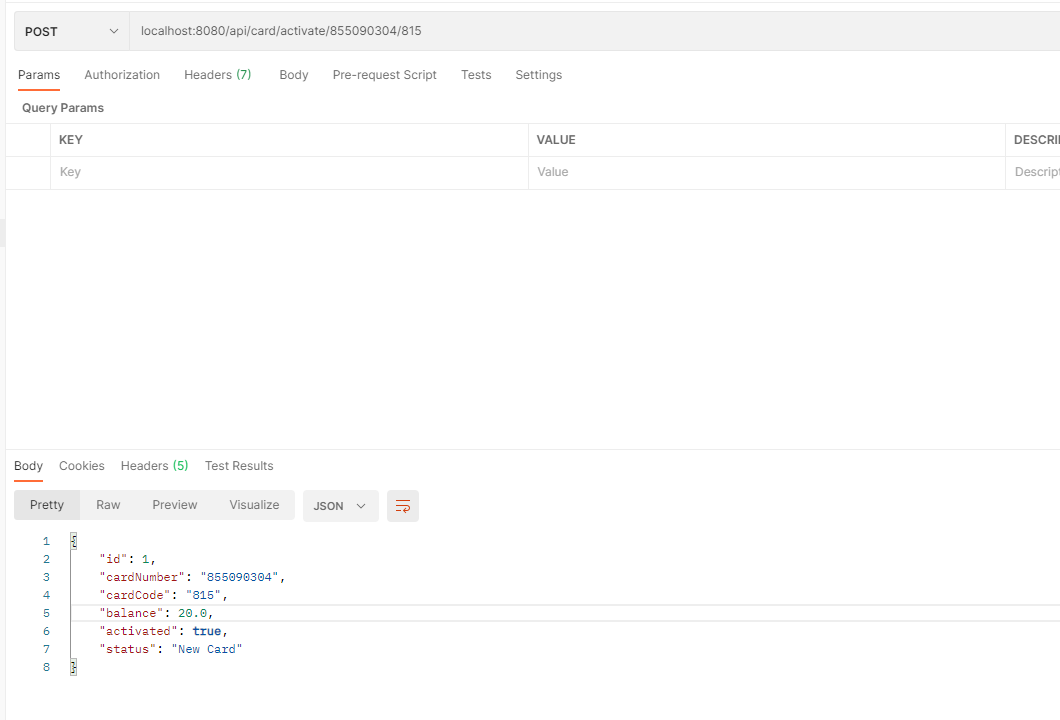 POST localhost:8080/api/card/activate/855090304/815
Params Authorization Headers (7) Body Pre-request Script Tests Settings
Query Params
KEY VALUE DESCRI
Key Value Descript
Body Cookies Headers (5) Test Results
Pretty Raw Preview Visualize JSON
1 {
2 "id": 1,
3 "cardNumber": "855090304",
4 "cardCode": "815",
5 "balance": 20.0,
6 "activated": true,
7 "status": "New Card"
8 }